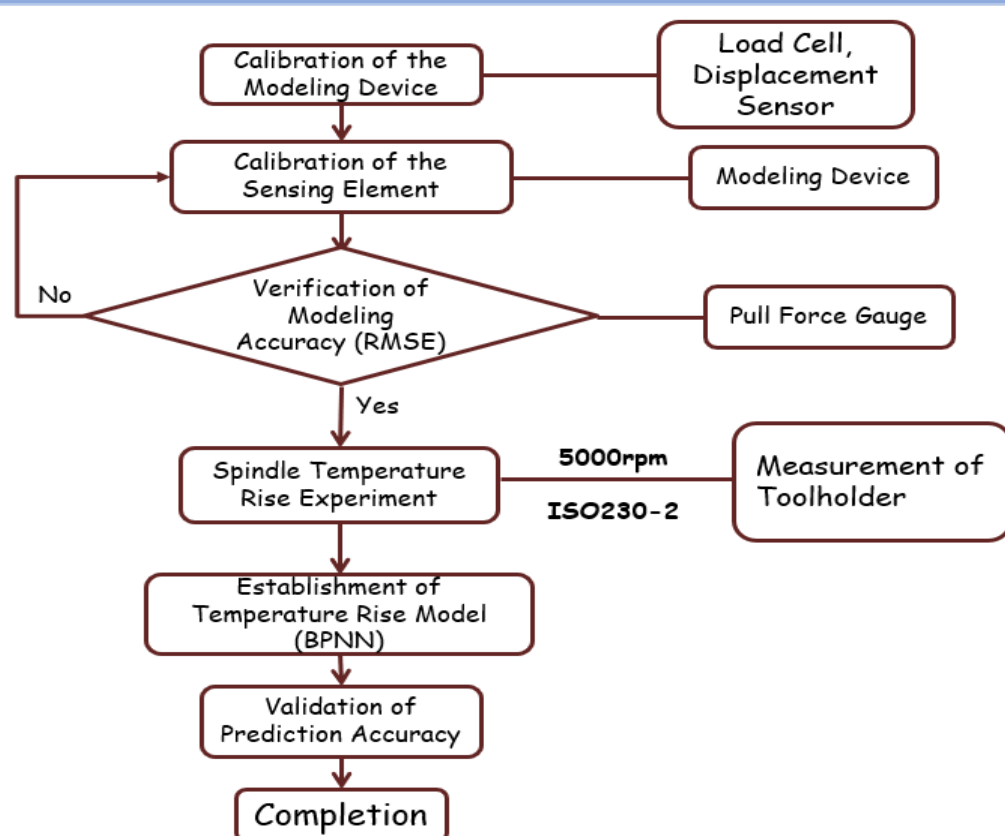 Calibration of the
Modeling Device
Load Cell,
Displacement
Sensor
Calibration of the
Sensing Element
Modeling Device
No
Verification of
Modeling
Accuracy (RMSE)
Pull Force Gauge
Yes
Spindle Temperature
Rise Experiment
5000rpm
ISO230-2
Measurement of
Toolholder
Establishment of
Temperature Rise Model
(BPNN)
Validation of
Prediction Accuracy
Completion